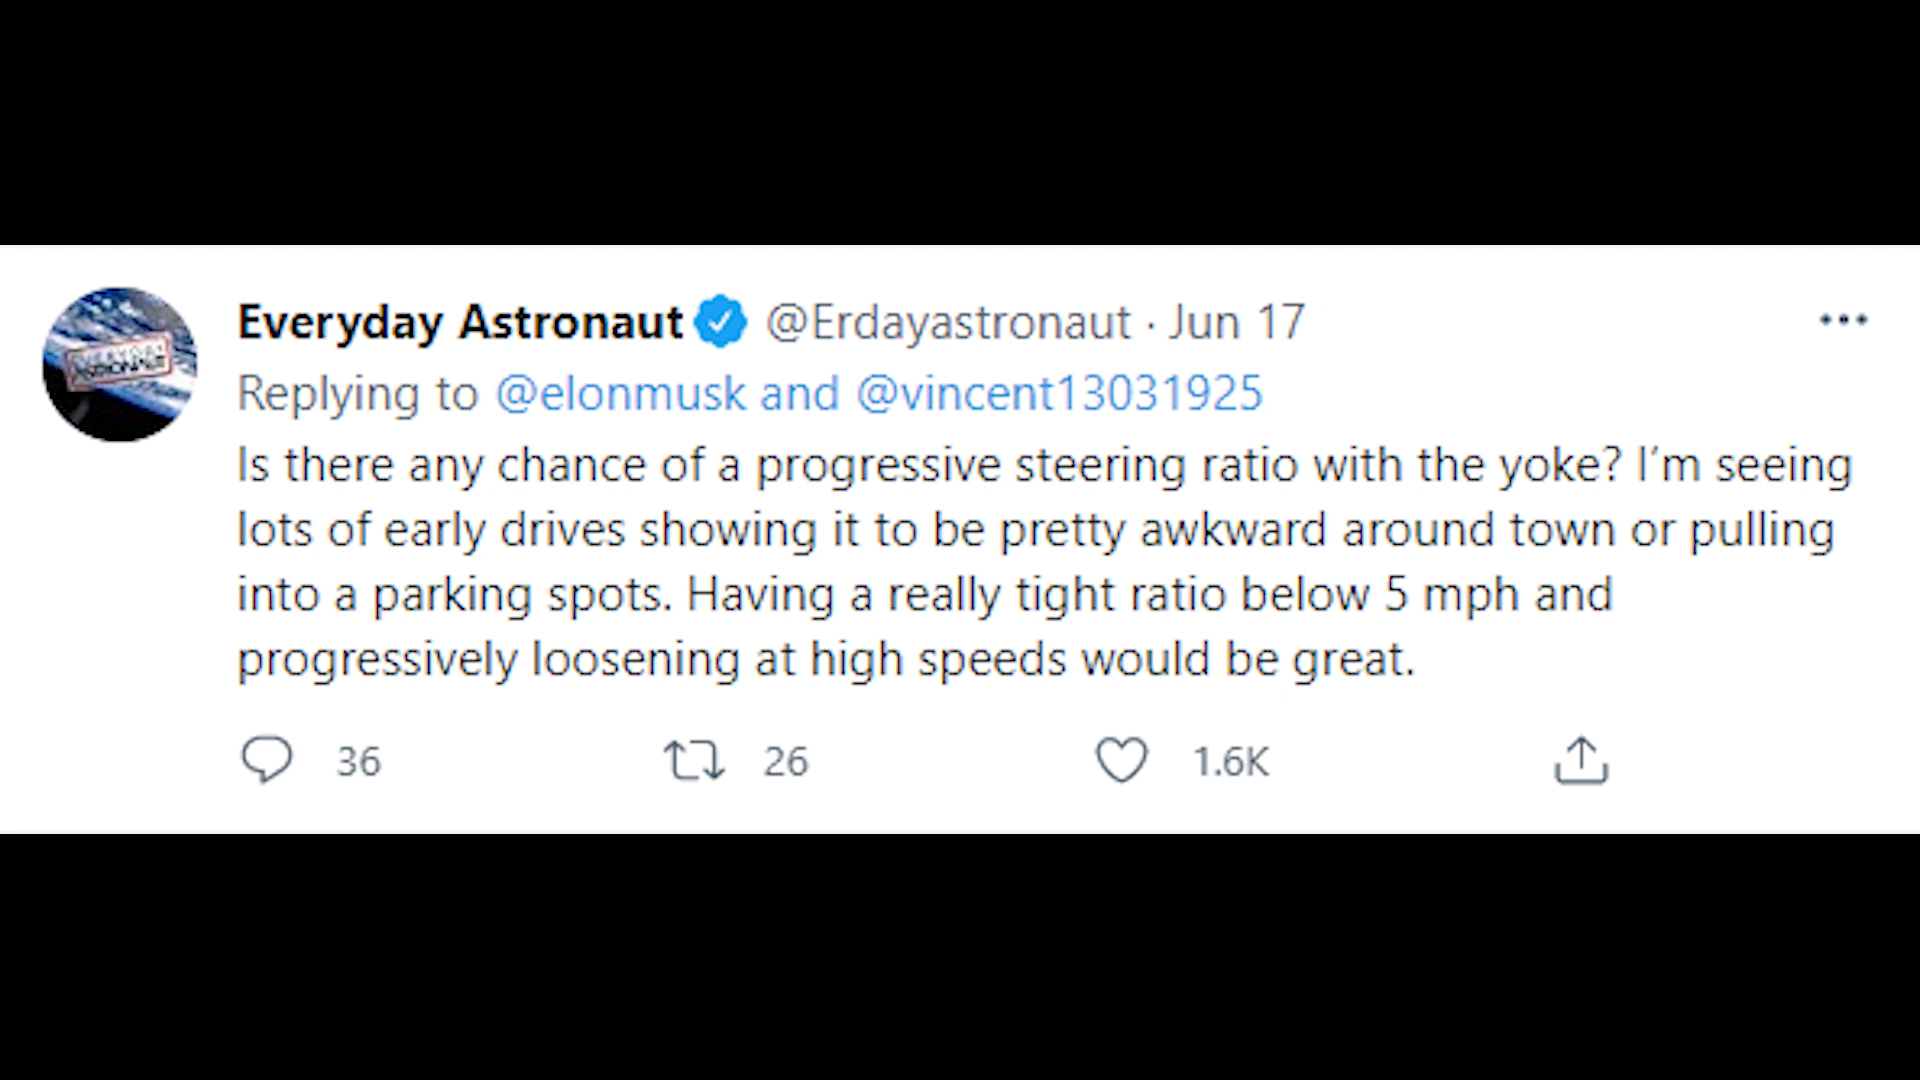 Everyday Astronaut @Erdayastronaut · Jun 17
Replying to @elonmusk and @vincent13031925
Is there any chance of a progressive steering ratio with the yoke? I'm seeing
lots of early drives showing it to be pretty awkward around town or pulling
into a parking spots. Having a really tight ratio below 5 mph and
progressively loosening at high speeds would be great.
36 26 1.6K
EVERYDAY
ASTRONAUT